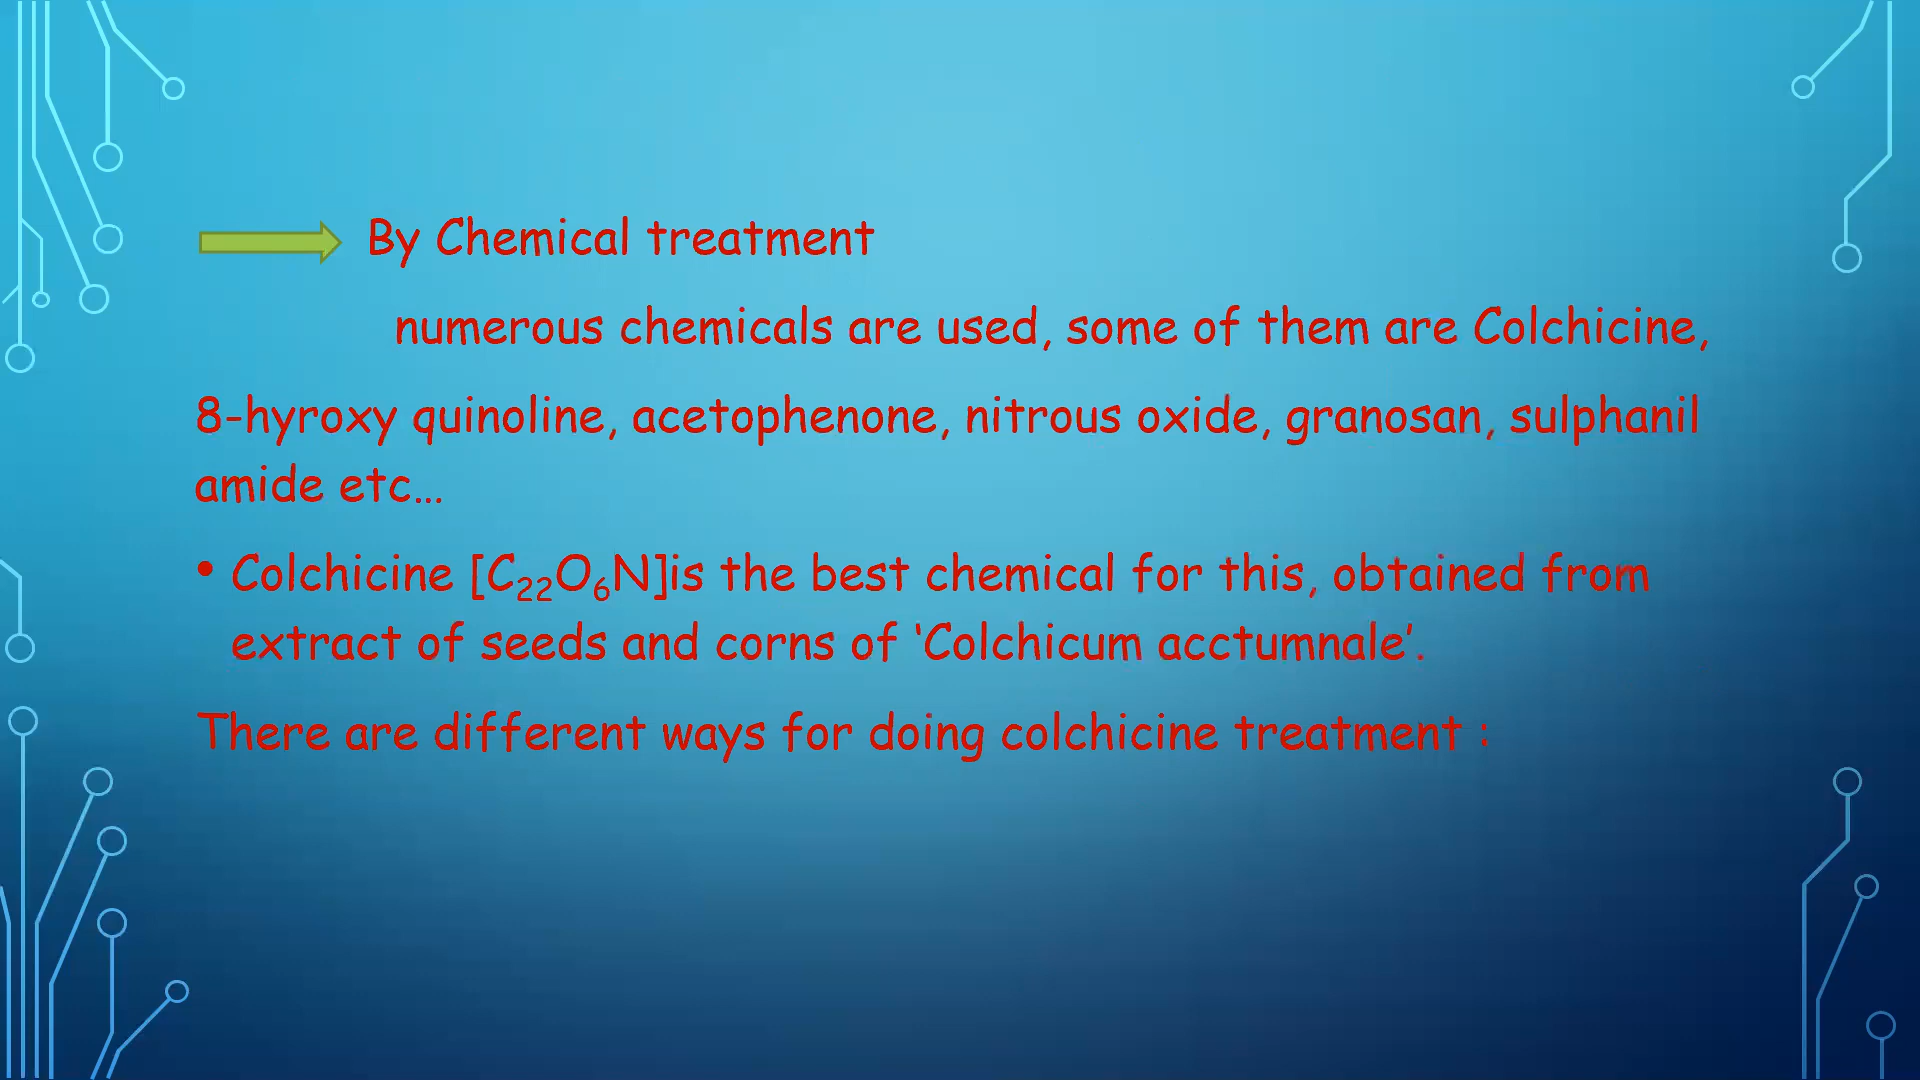 By Chemical treatment
numerous chemicals are used, some of them are Colchicine,
8-hyroxy quinoline, acetophenone, nitrous oxide, granosan, sulphanil
amide etc...
• Colchicine [C₂₂O₆N]is the best chemical for this, obtained from
extract of seeds and corns of ‘Colchicum acctumnale’.
There are different ways for doing colchicine treatment :